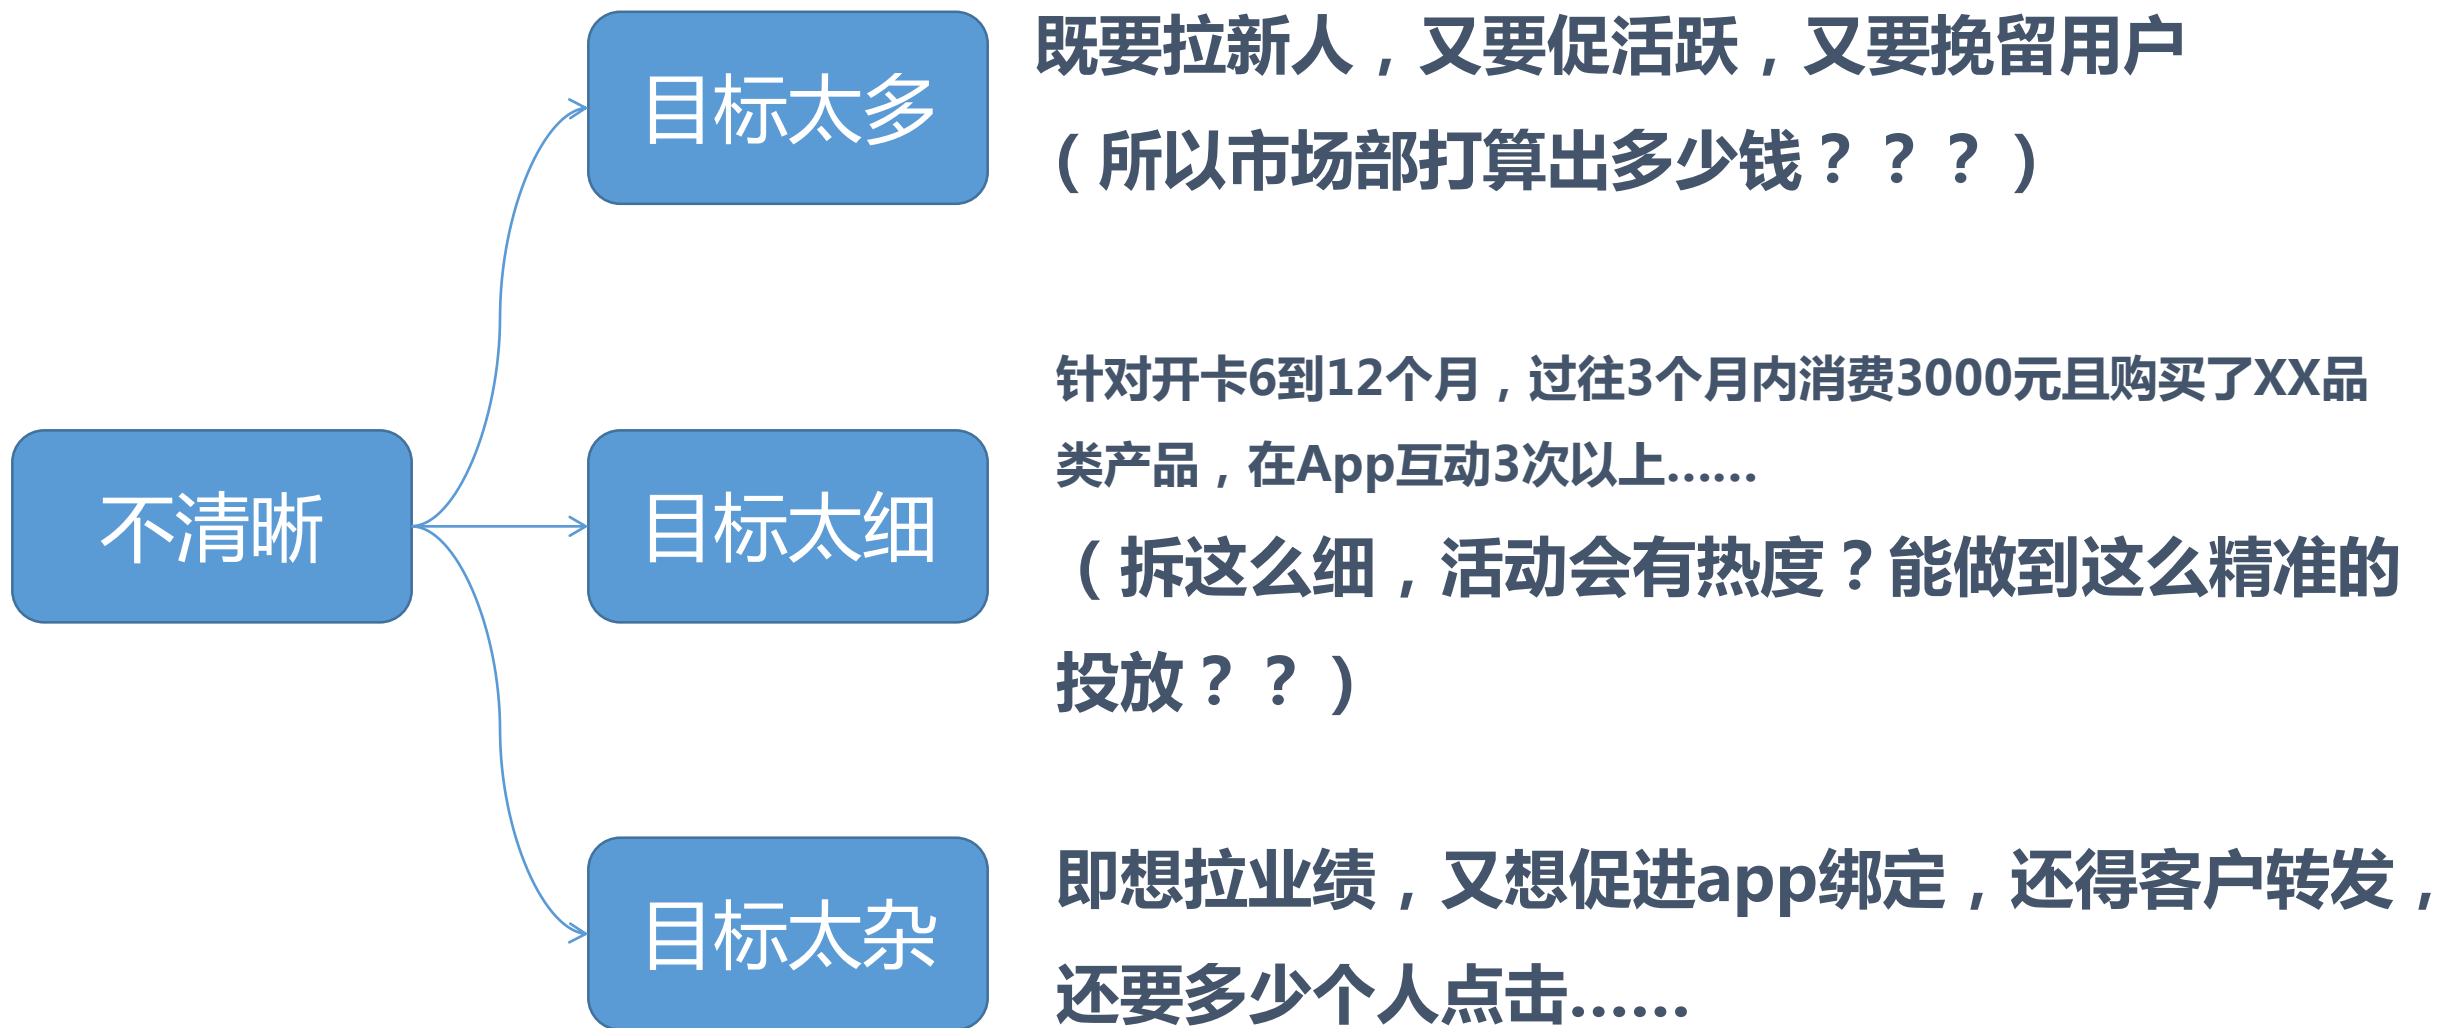 不清晰
目标太多
既要拉新人，又要促活跃，又要挽留用户
（所以市场部打算出多少钱？？？）
目标太细
针对开卡6到12个月，过往3个月内消费3000元且购买了XX品
类产品，在App互动3次以上……
（拆这么细，活动会有热度？能做到这么精准的
投放？？）
目标太杂
即想拉业绩，又想促进app绑定，还得客户转发，
还要多少个人点击……